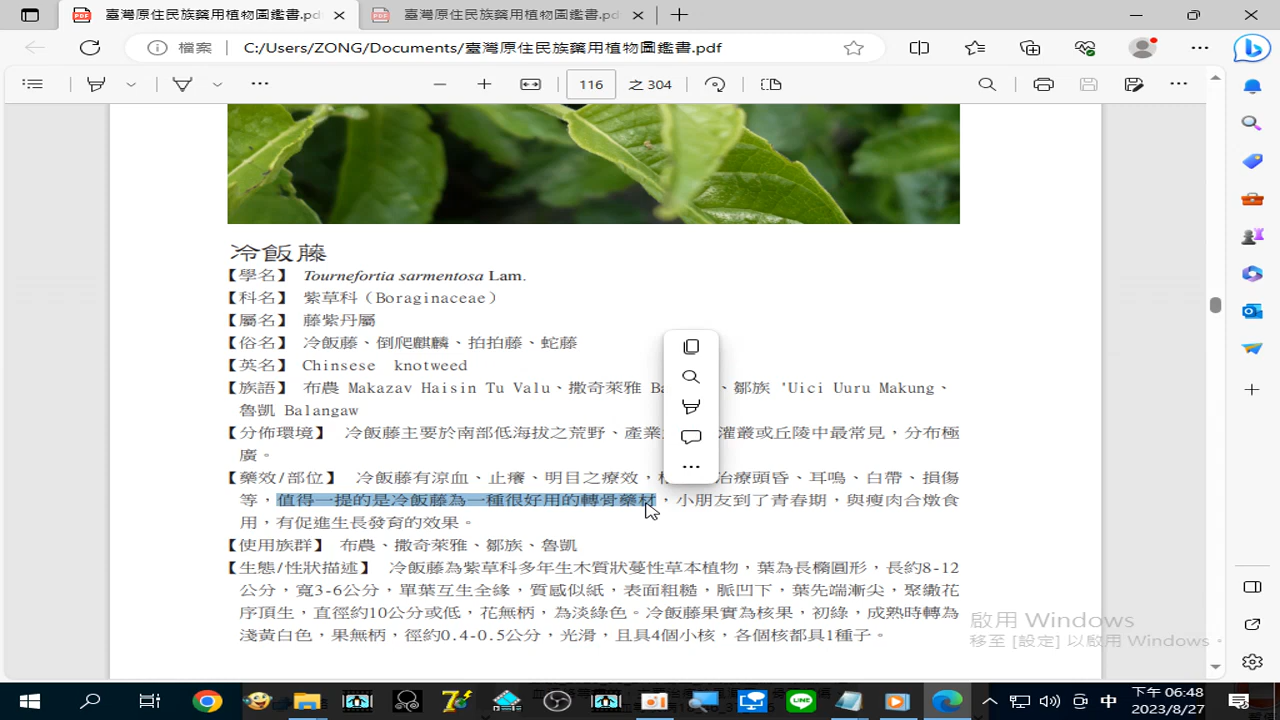 臺灣原住民族藥用植物圖鑑書.pdf
臺灣原住民族藥用植物圖鑑書.pdf
檔案 C:/Users/ZONG/Documents/臺灣原住民族藥用植物圖鑑書.pdf
116 之 304
冷飯藤
【學名】 Tournefortia sarmentosa Lam.
【科名】 紫草科（Boraginaceae）
【屬名】 藤紫丹屬
【俗名】 冷飯藤、倒爬麒麟、拍拍藤、蛇藤
【英名】 Chinsese knotweed
【族語】 布農 Makazav Haisin Tu Valu、撒奇萊雅 Ba 、鄒族 'Uici Uuru Makung、
魯凱 Balangaw
【分佈環境】 冷飯藤主要於南部低海拔之荒野、產業 灌叢或丘陵中最常見，分布極
廣。
【藥效/部位】 冷飯藤有涼血、止癢、明目之療效， 治療頭昏、耳鳴、白帶、損傷
等，值得一提的是冷飯藤為一種很好用的轉骨藥材，小朋友到了青春期，與瘦肉合燉食
用，有促進生長發育的效果。
【使用族群】 布農、撒奇萊雅、鄒族、魯凱
【生態/性狀描述】 冷飯藤為紫草科多年生木質狀蔓性草本植物，葉為長橢圓形，長約8-12
公分，寬3-6公分，單葉互生全緣，質感似紙，表面粗糙，脈凹下，葉先端漸尖，聚繖花
序頂生，直徑約10公分或低，花無柄，為淡綠色。冷飯藤果實為核果，初綠，成熟時轉為
淺黃白色，果無柄，徑約0.4-0.5公分，光滑，且具4個小核，各個核都具1種子。
啟用 Windows
移至 [設定] 以啟用 Windows。
中
下午 06:48
2023/8/27